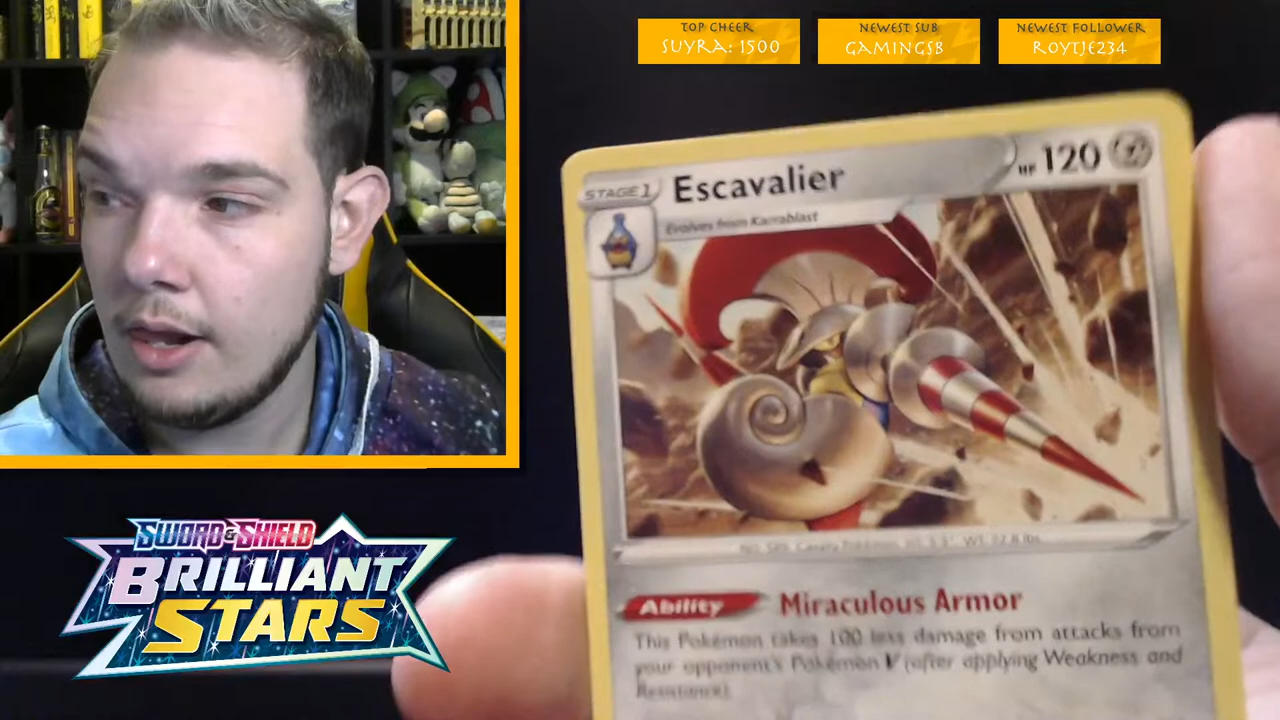 TOP CHEER
SUYRA: 1500
NEWEST SUB
GAMINGSB
NEWEST FOLLOWER
ROYTJE234
STAGE 1
Escavalier
HP 120
Evolves from Karrablast
Ability
Miraculous Armor
This Pokémon takes 100 less damage from attacks from
your opponent's Pokémon V (after applying Weakness and
Resistance).
SWORD & SHIELD
BRILLIANT
STARS